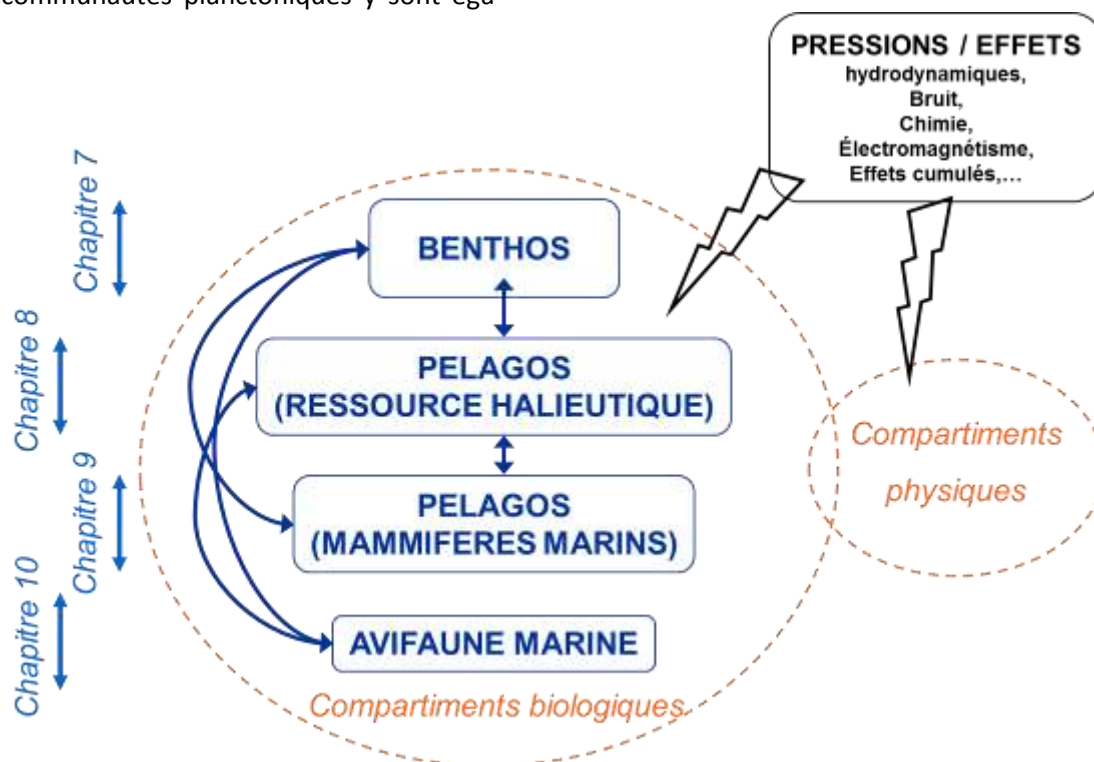 communautés planctoniques y sont éga
PRESSIONS / EFFETS
hydrodynamiques,
Bruit,
Chimie,
Électromagnétisme,
Effets cumulés,...
Chapitre 7
BENTHOS
Chapitre 8
PELAGOS
(RESSOURCE HALIEUTIQUE)
Compartiments
physiques
Chapitre 9
PELAGOS
(MAMMIFERES MARINS)
Chapitre 10
AVIFAUNE MARINE
Compartiments biologiques